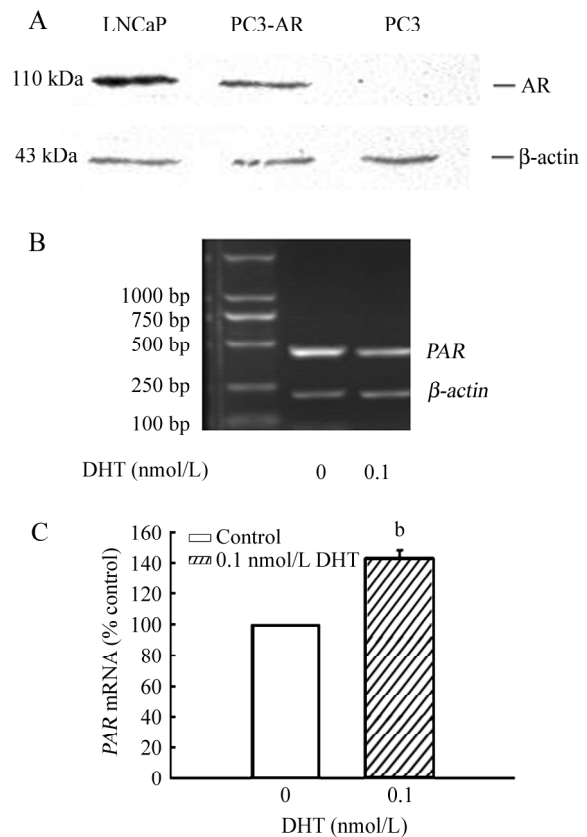 A
LNCaP PC3-AR PC3
110 kDa AR
43 kDa β-actin
B
1000 bp
750 bp
500 bp
PAR
250 bp
β-actin
100 bp
DHT (nmol/L) 0 0.1
C
PAR mRNA (% control)
160
140
120
100
80
60
40
20
0
Control
0.1 nmol/L DHT
b
0 0.1
DHT (nmol/L)